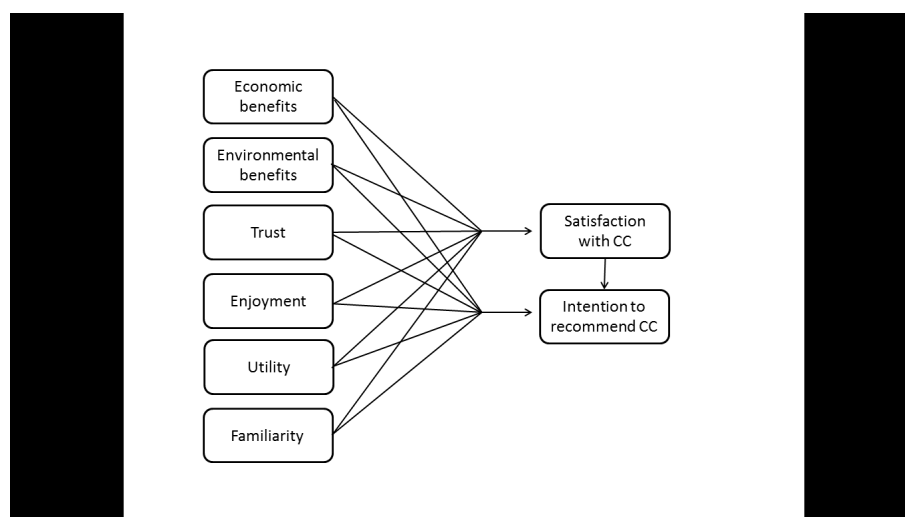 Economic
benefits
Environmental
benefits
Trust
Enjoyment
Utility
Familiarity
Satisfaction
with CC
Intention to
recommend CC